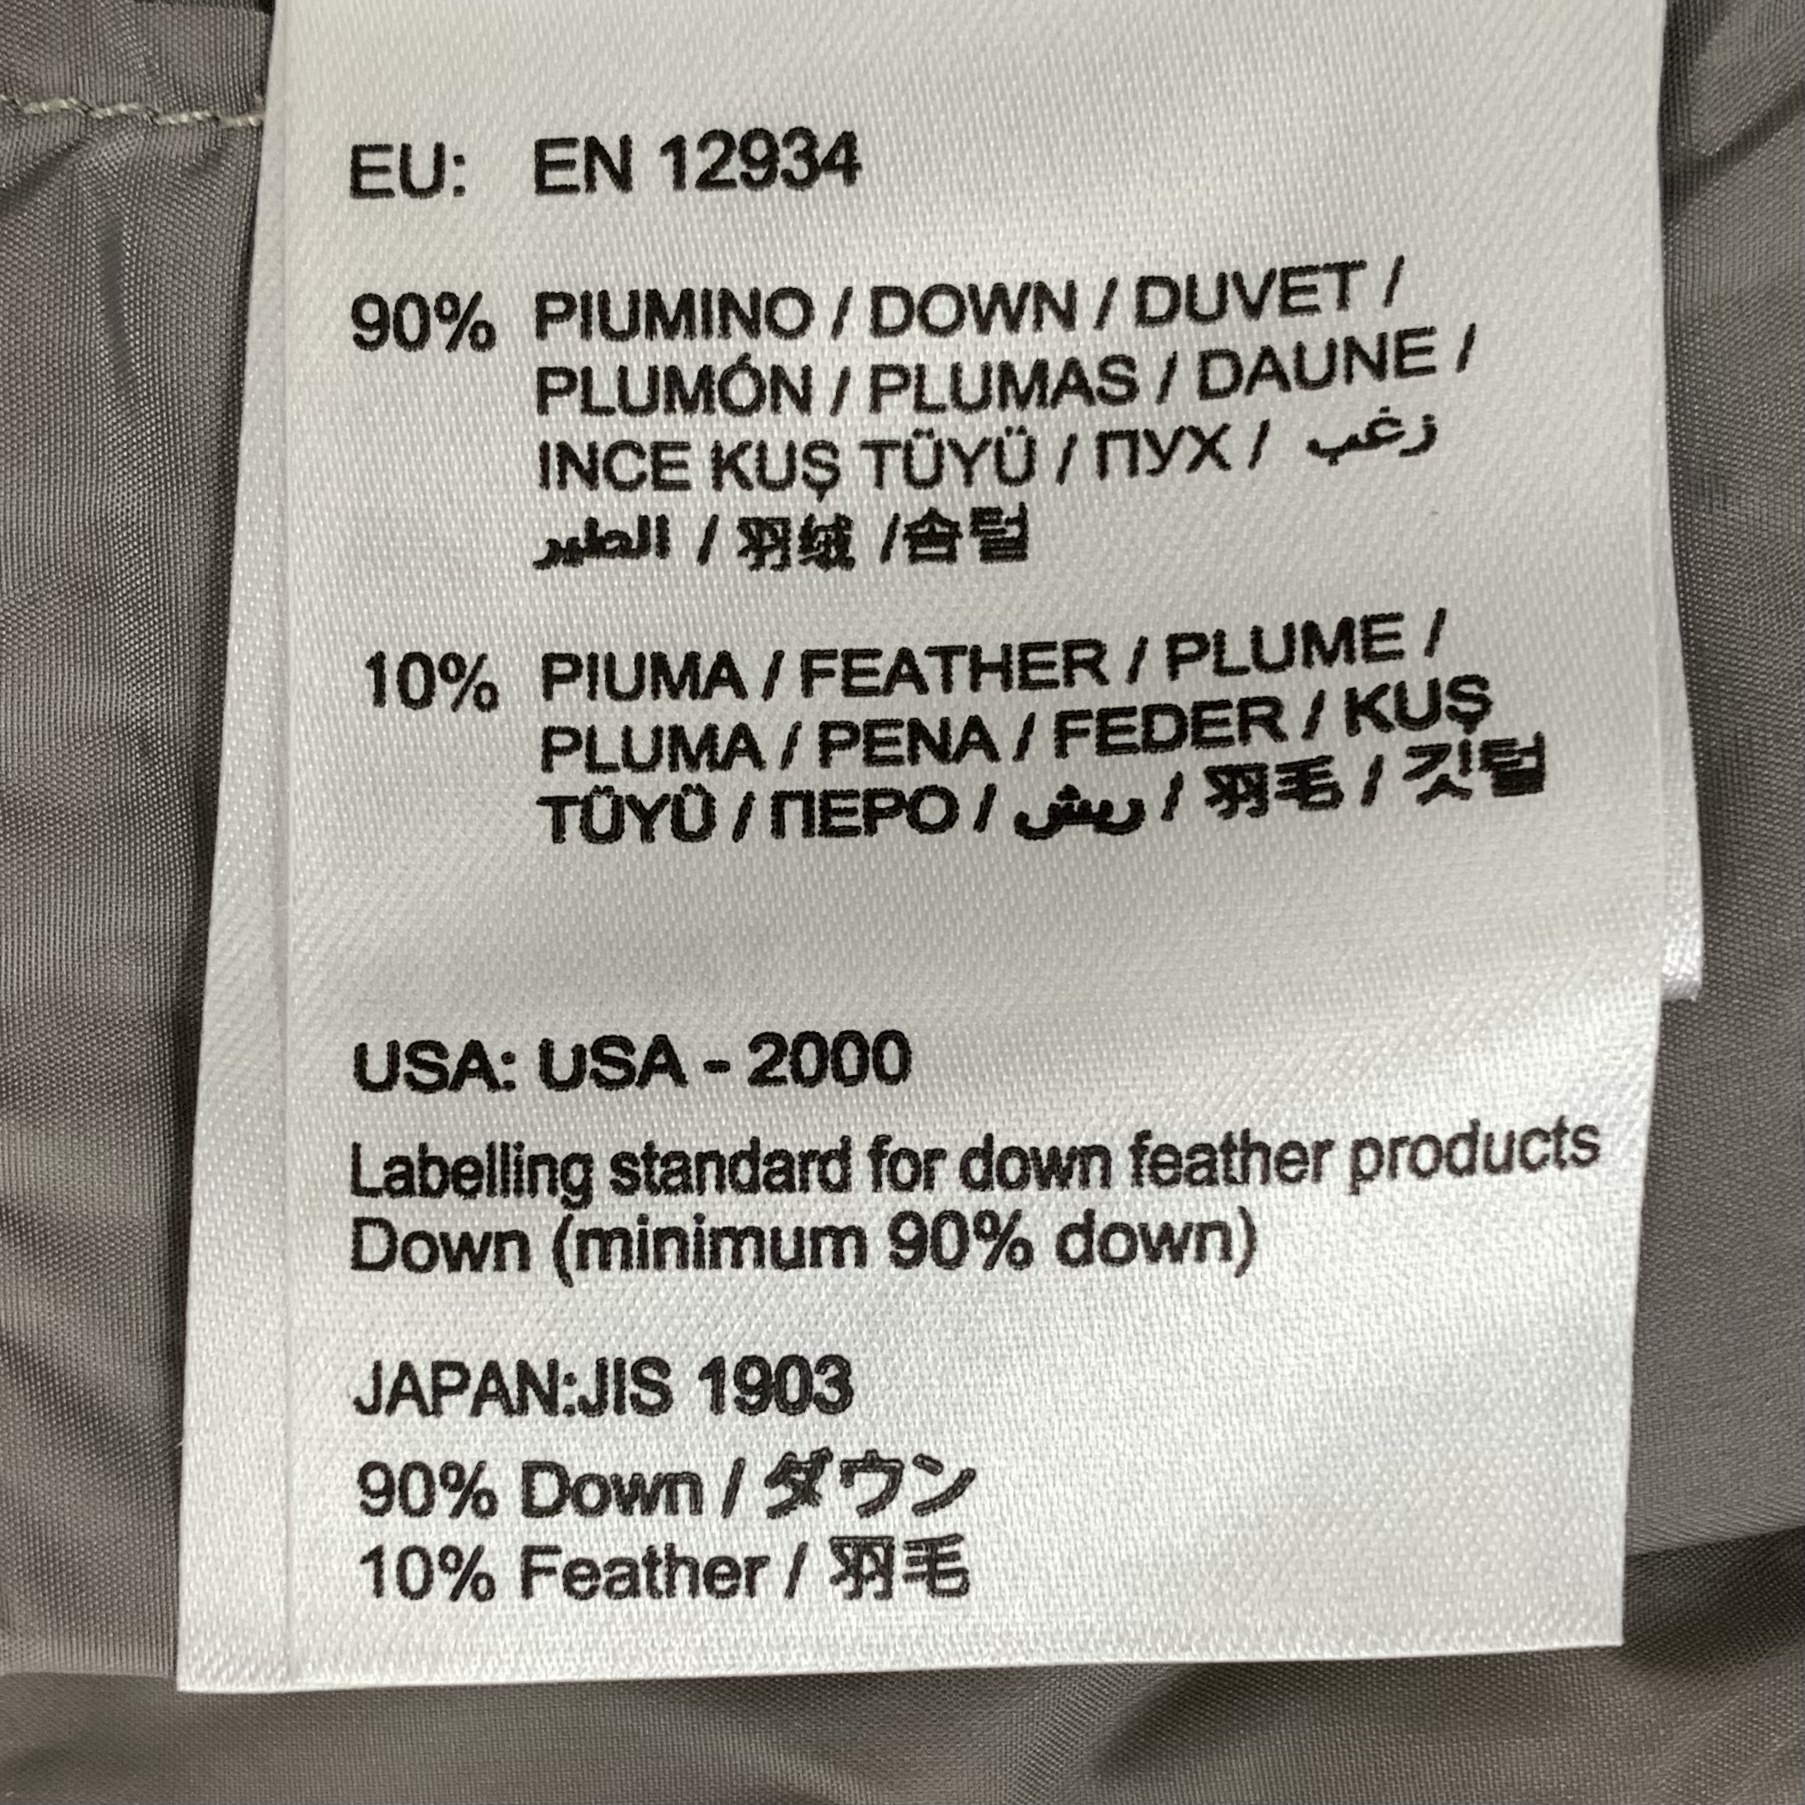 EU: EN 12934
90% PIUMINO / DOWN / DUVET /
PLUMÓN / PLUMAS / DAUNE /
INCE KUŞ TÜYÜ / ПУХ / زغب
الطير / 羽绒 /솜털
10% PIUMA / FEATHER / PLUME /
PLUMA / PENA / FEDER / KUŞ
TÜYÜ / ПЕРО / ريش / 羽毛 / 깃털
USA: USA - 2000
Labelling standard for down feather products
Down (minimum 90% down)
JAPAN:JIS 1903
90% Down / ダウン
10% Feather / 羽毛